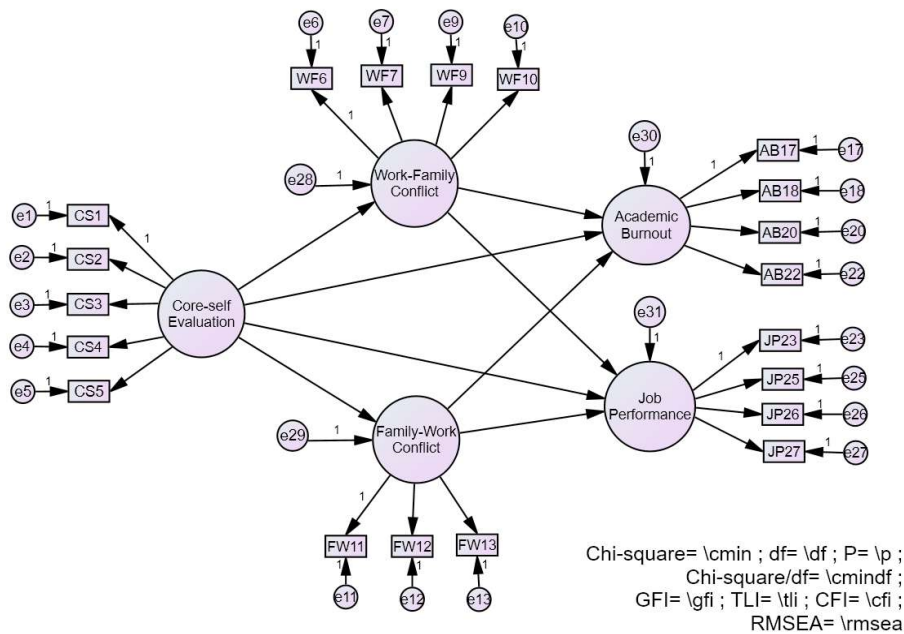 e6
e7
e9
e10
1
1
1
1
WF6
WF7
WF9
WF10
1
e28
1
Work-Family
Conflict
e30
1
Academic
Burnout
1
AB17
1
e17
AB18
1
e18
AB20
1
e20
AB22
1
e22
e1
1
CS1
1
e2
1
CS2
e3
1
CS3
e4
1
CS4
e5
1
CS5
Core-self
Evaluation
e31
1
Job
Performance
1
JP23
1
e23
JP25
1
e25
JP26
1
e26
JP27
1
e27
e29
1
Family-Work
Conflict
1
FW11
FW12
FW13
1
1
1
e11
e12
e13
Chi-square= \cmin ; df= \df ; P= \p ;
Chi-square/df= \cmindf ;
GFI= \gfi ; TLI= \tli ; CFI= \cfi ;
RMSEA= \rmsea